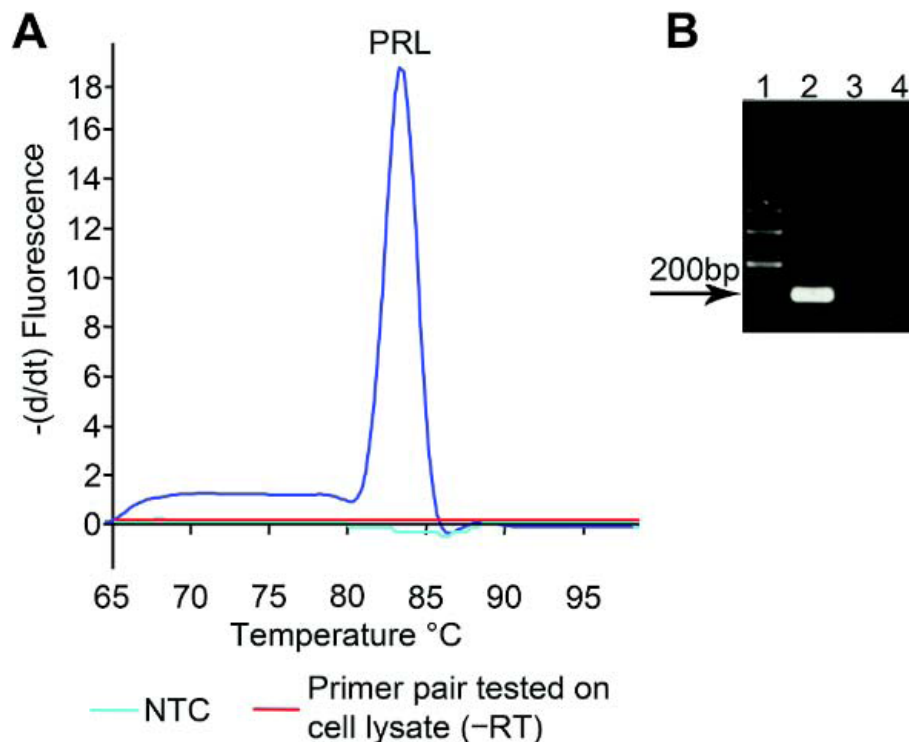 A
PRL
18
16
14
12
10
8
6
4
2
0
-(d/dt) Fluorescence
65 70 75 80 85 90 95
Temperature °C
NTC
Primer pair tested on
cell lysate (−RT)
B
1 2 3 4
200bp